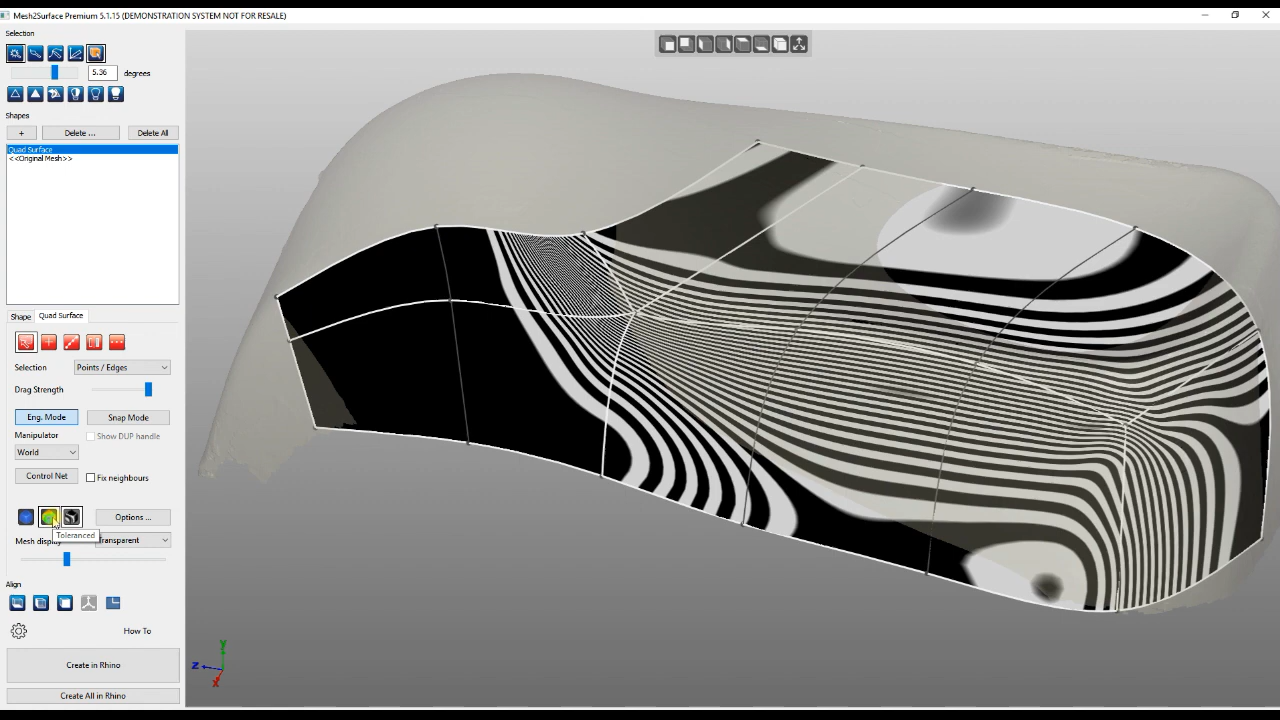 Mesh2Surface Premium 5.1.15 (DEMONSTRATION SYSTEM NOT FOR RESALE)
Selection
5.36 degrees
Shapes
+ Delete ... Delete All
Quad Surface
<<Original Mesh>>
Shape Quad Surface
Selection Points / Edges
Drag Strength
Eng. Mode Snap Mode
Manipulator Show DUP handle
World
Control Net Fix neighbours
Options ...
Toleranced
Mesh display Transparent
Align
How To
Create in Rhino
Create All in Rhino
y
z
x